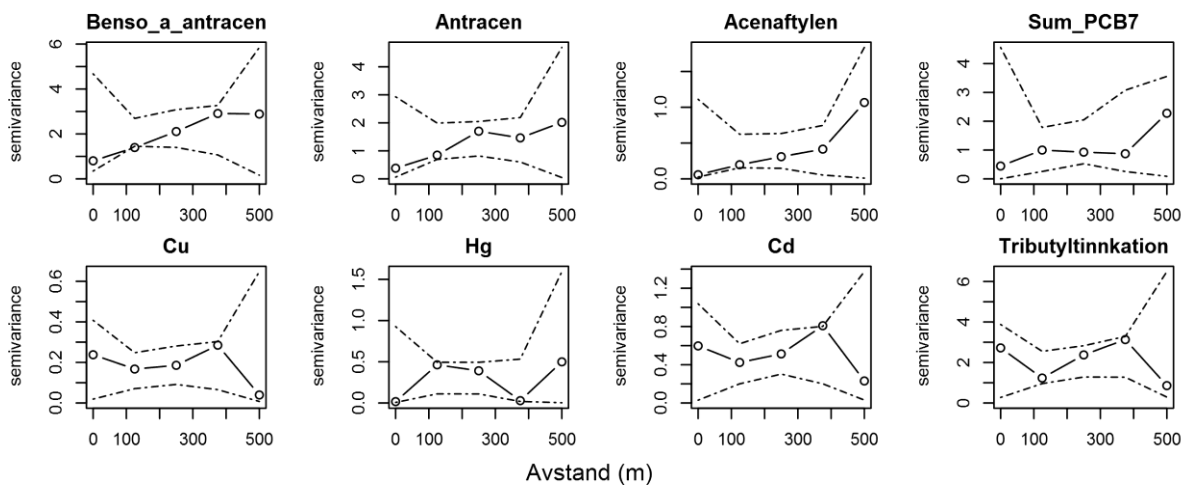 Benso_a_antracen Antracen Acenaftylen Sum_PCB7
semivariance semivariance semivariance semivariance
6 4 1.0 4
4 3 0.0 3
2 2 2
0 1 1
0 0
0 100 300 500 0 100 300 500 0 100 300 500 0 100 300 500
Cu Hg Cd Tributyltinnkation
semivariance semivariance semivariance semivariance
0.6 1.5 1.2 6
0.4 1.0 0.8 4
0.2 0.5 0.4 2
0.0 0.0 0.0 0
0 100 300 500 0 100 300 500 0 100 300 500 0 100 300 500
Avstand (m)